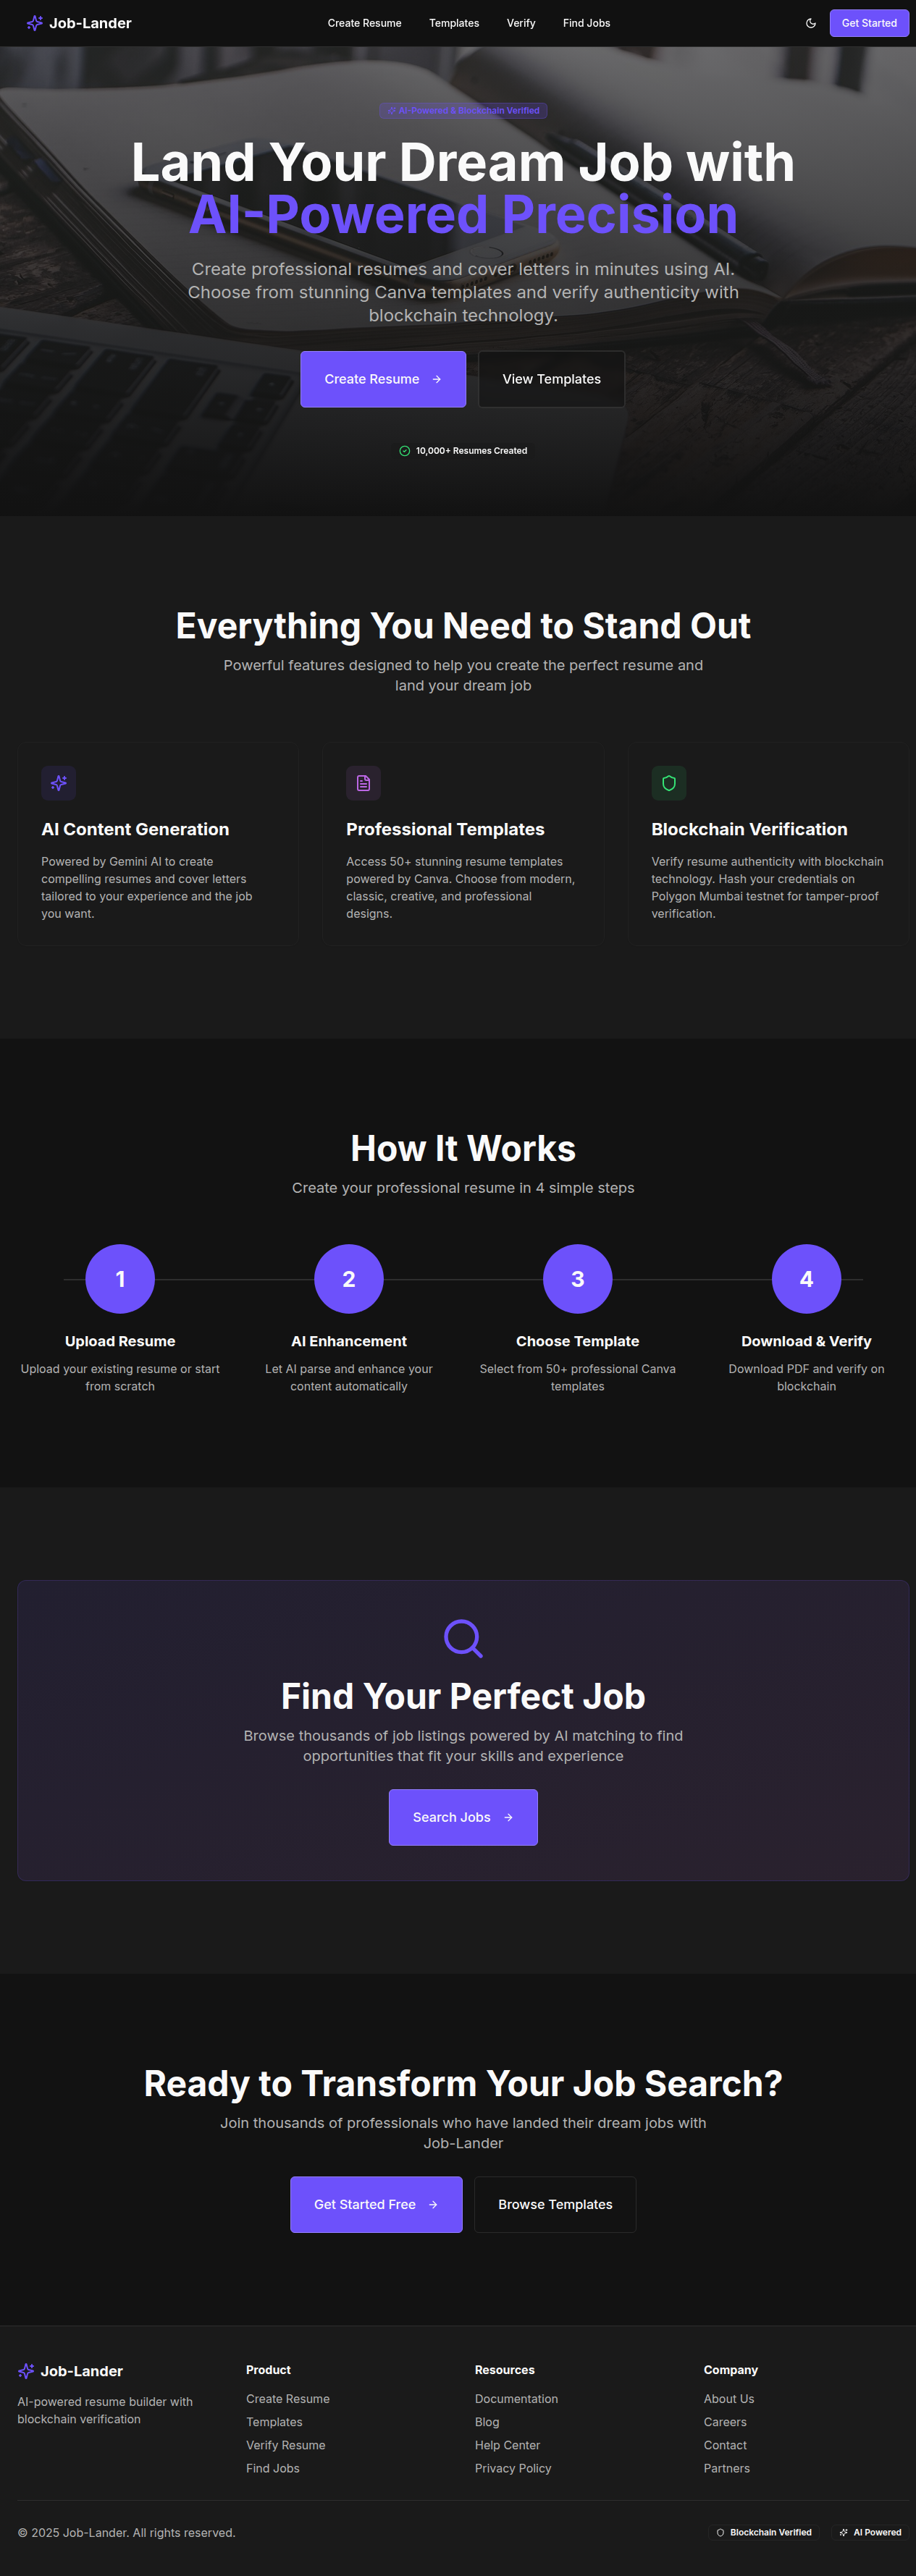 Job-Lander
Create Resume
Templates
Verify
Find Jobs
Get Started
AI-Powered & Blockchain Verified
Land Your Dream Job with
AI-Powered Precision
Create professional resumes and cover letters in minutes using AI.
Choose from stunning Canva templates and verify authenticity with
blockchain technology.
Create Resume
View Templates
10,000+ Resumes Created
Everything You Need to Stand Out
Powerful features designed to help you create the perfect resume and
land your dream job
AI Content Generation
Powered by Gemini AI to create
compelling resumes and cover letters
tailored to your experience and the job
you want.
Professional Templates
Access 50+ stunning resume templates
powered by Canva. Choose from modern,
classic, creative, and professional
designs.
Blockchain Verification
Verify resume authenticity with blockchain
technology. Hash your credentials on
Polygon Mumbai testnet for tamper-proof
verification.
How It Works
Create your professional resume in 4 simple steps
1
Upload Resume
Upload your existing resume or start
from scratch
2
AI Enhancement
Let AI parse and enhance your
content automatically
3
Choose Template
Select from 50+ professional Canva
templates
4
Download & Verify
Download PDF and verify on
blockchain
Find Your Perfect Job
Browse thousands of job listings powered by AI matching to find
opportunities that fit your skills and experience
Search Jobs
Ready to Transform Your Job Search?
Join thousands of professionals who have landed their dream jobs with
Job-Lander
Get Started Free
Browse Templates
Job-Lander
AI-powered resume builder with
blockchain verification
Product
Create Resume
Templates
Verify Resume
Find Jobs
Resources
Documentation
Blog
Help Center
Privacy Policy
Company
About Us
Careers
Contact
Partners
© 2025 Job-Lander. All rights reserved.
Blockchain Verified
AI Powered